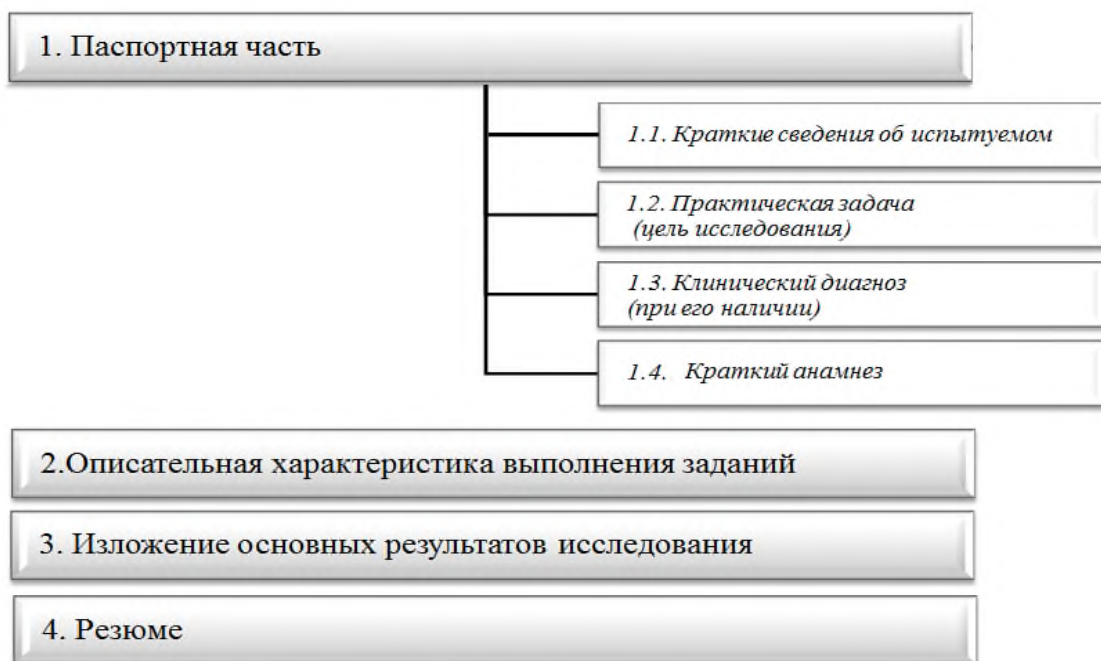 1. Паспортная часть
1.1. Краткие сведения об испытуемом
1.2. Практическая задача
(цель исследования)
1.3. Клинический диагноз
(при его наличии)
1.4. Краткий анамнез
2.Описательная характеристика выполнения заданий
3. Изложение основных результатов исследования
4. Резюме